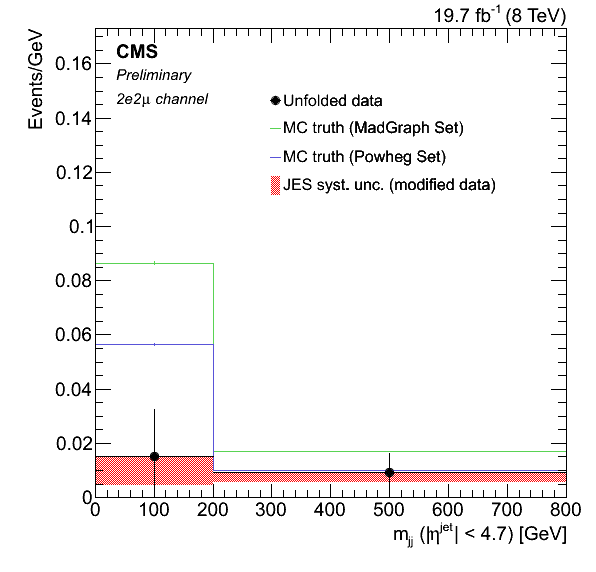 19.7 fb⁻¹ (8 TeV)
CMS
Preliminary
2e2μ channel
Unfolded data
MC truth (MadGraph Set)
MC truth (Powheg Set)
JES syst. unc. (modified data)
Events/GeV
0.16
0.14
0.12
0.1
0.08
0.06
0.04
0.02
0
0 100 200 300 400 500 600 700 800
m_jj (|η^jet| < 4.7) [GeV]